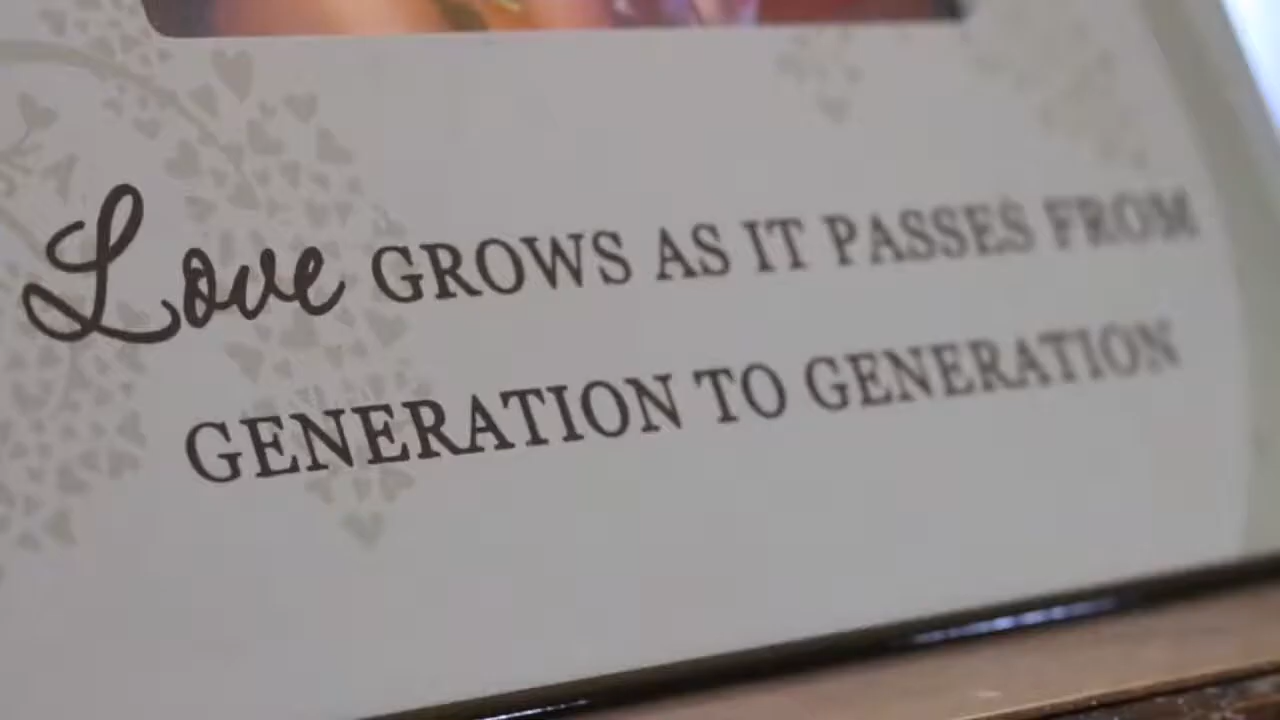 Love GROWS AS IT PASSES FROM
GENERATION TO GENERATION